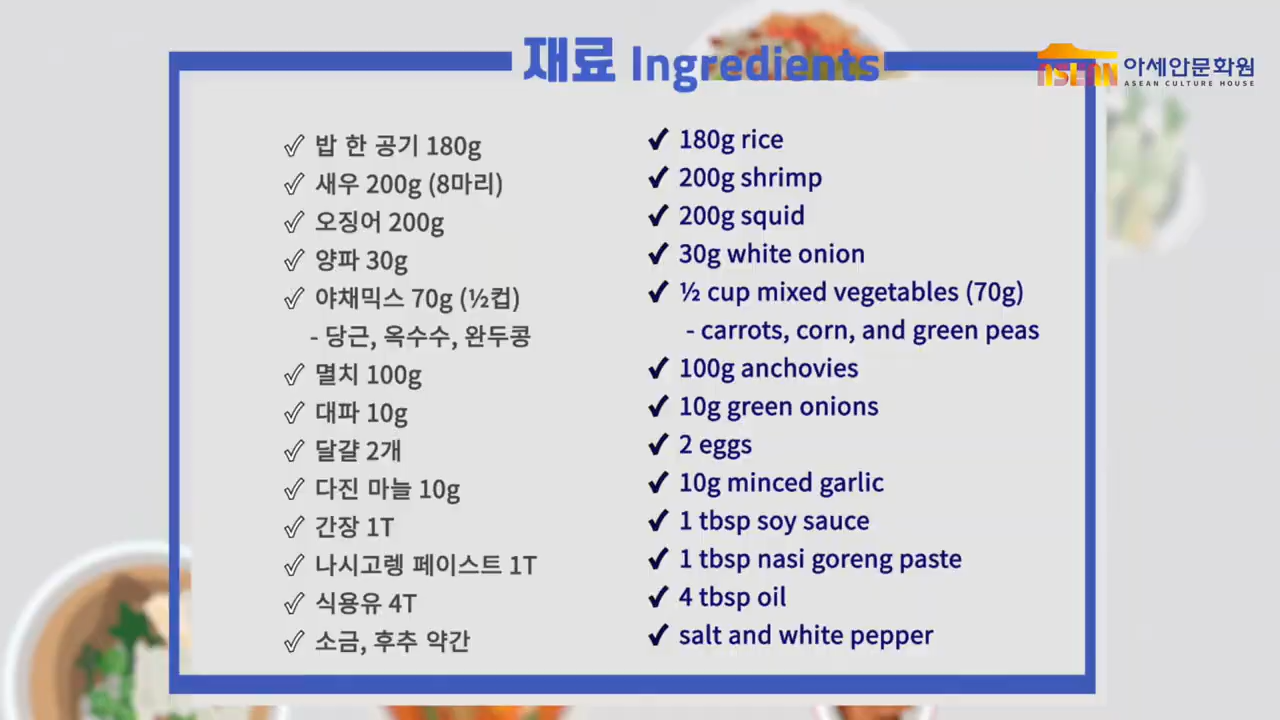 재료 Ingredients
ASEAN 아세안문화원
ASEAN CULTURE HOUSE
✓ 밥 한 공기 180g
✓ 새우 200g (8마리)
✓ 오징어 200g
✓ 양파 30g
✓ 야채믹스 70g (½컵)
- 당근, 옥수수, 완두콩
✓ 멸치 100g
✓ 대파 10g
✓ 달걀 2개
✓ 다진 마늘 10g
✓ 간장 1T
✓ 나시고렝 페이스트 1T
✓ 식용유 4T
✓ 소금, 후추 약간
✓ 180g rice
✓ 200g shrimp
✓ 200g squid
✓ 30g white onion
✓ ½ cup mixed vegetables (70g)
- carrots, corn, and green peas
✓ 100g anchovies
✓ 10g green onions
✓ 2 eggs
✓ 10g minced garlic
✓ 1 tbsp soy sauce
✓ 1 tbsp nasi goreng paste
✓ 4 tbsp oil
✓ salt and white pepper